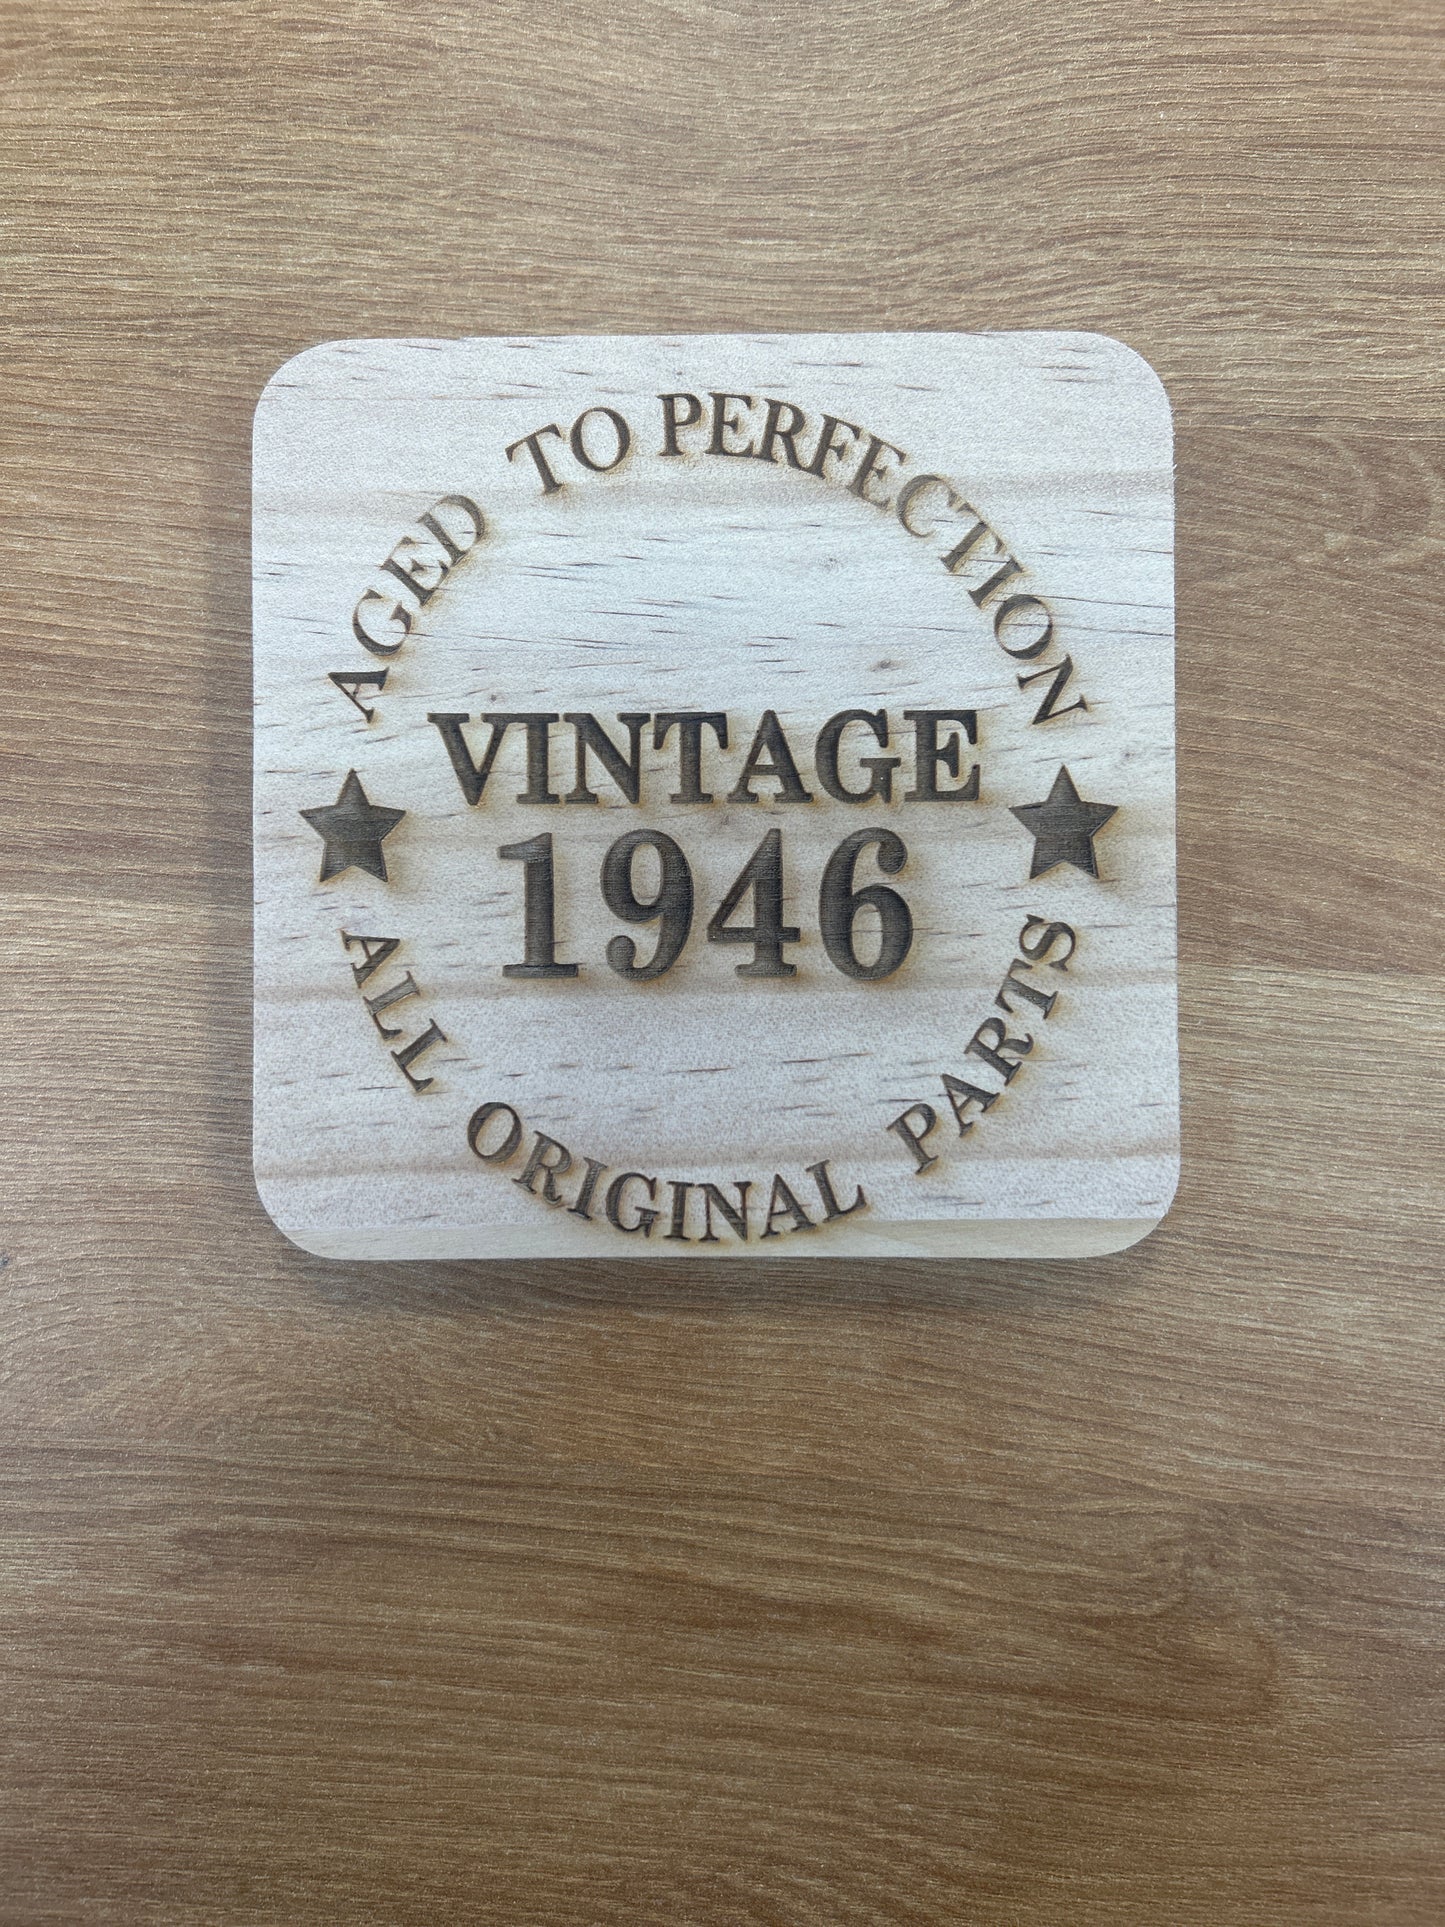 AGED TO PERFECTION
VINTAGE
1946
ALL ORIGINAL PARTS